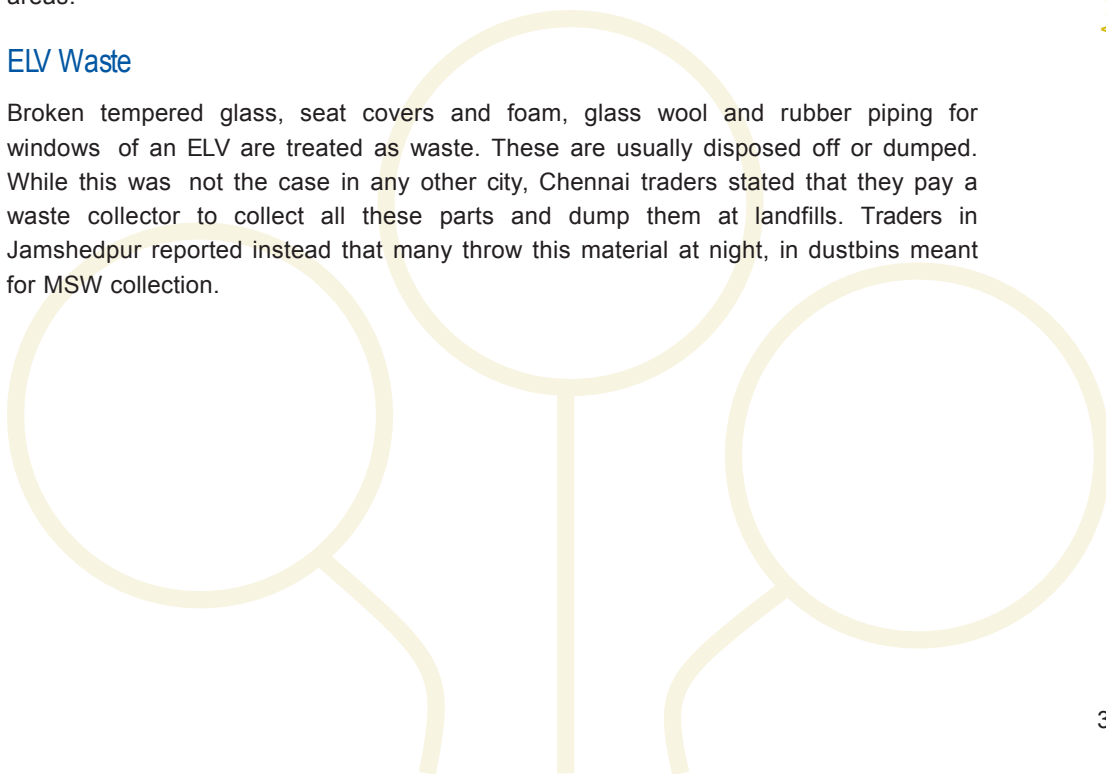 areas.
ELV Waste
Broken tempered glass, seat covers and foam, glass wool and rubber piping for
windows of an ELV are treated as waste. These are usually disposed off or dumped.
While this was not the case in any other city, Chennai traders stated that they pay a
waste collector to collect all these parts and dump them at landfills. Traders in
Jamshedpur reported instead that many throw this material at night, in dustbins meant
for MSW collection.
3